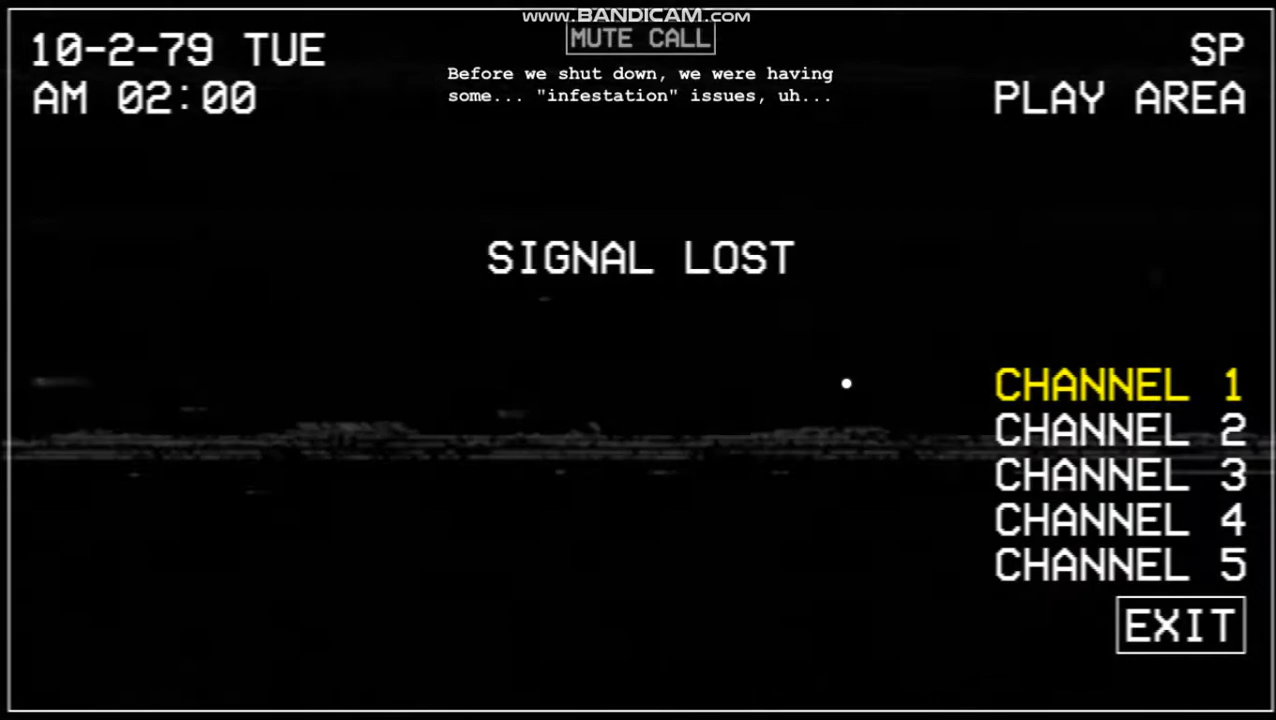 www.BANDICAM.com
MUTE CALL
10-2-79 TUE
AM 02:00
Before we shut down, we were having
some... "infestation" issues, uh...
SP
PLAY AREA
SIGNAL LOST
CHANNEL 1
CHANNEL 2
CHANNEL 3
CHANNEL 4
CHANNEL 5
EXIT